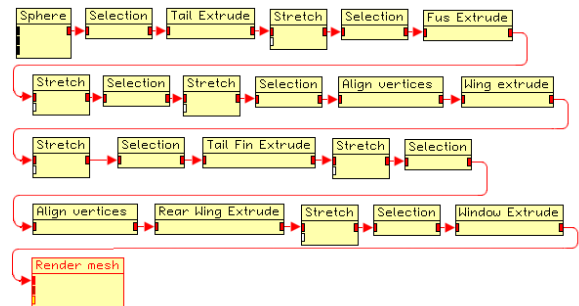 Sphere Selection Tail Extrude Stretch Selection Fus Extrude
Stretch Selection Stretch Selection Align vertices Wing extrude
Stretch Selection Tail Fin Extrude Stretch Selection
Align vertices Rear Wing Extrude Stretch Selection Window Extrude
Render mesh